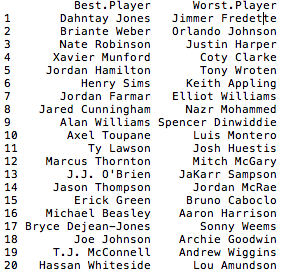 Best.Player Worst.Player
1 Dahntay Jones Jimmer Fredette
2 Briante Weber Orlando Johnson
3 Nate Robinson Justin Harper
4 Xavier Munford Coty Clarke
5 Jordan Hamilton Tony Wroten
6 Henry Sims Keith Appling
7 Jordan Farmar Elliot Williams
8 Jared Cunningham Nazr Mohammed
9 Alan Williams Spencer Dinwiddie
10 Axel Toupane Luis Montero
11 Ty Lawson Josh Huestis
12 Marcus Thornton Mitch McGary
13 J.J. O'Brien JaKarr Sampson
14 Jason Thompson Jordan McRae
15 Erick Green Bruno Caboclo
16 Michael Beasley Aaron Harrison
17 Bryce Dejean-Jones Sonny Weems
18 Joe Johnson Archie Goodwin
19 T.J. McConnell Andrew Wiggins
20 Hassan Whiteside Lou Amundson